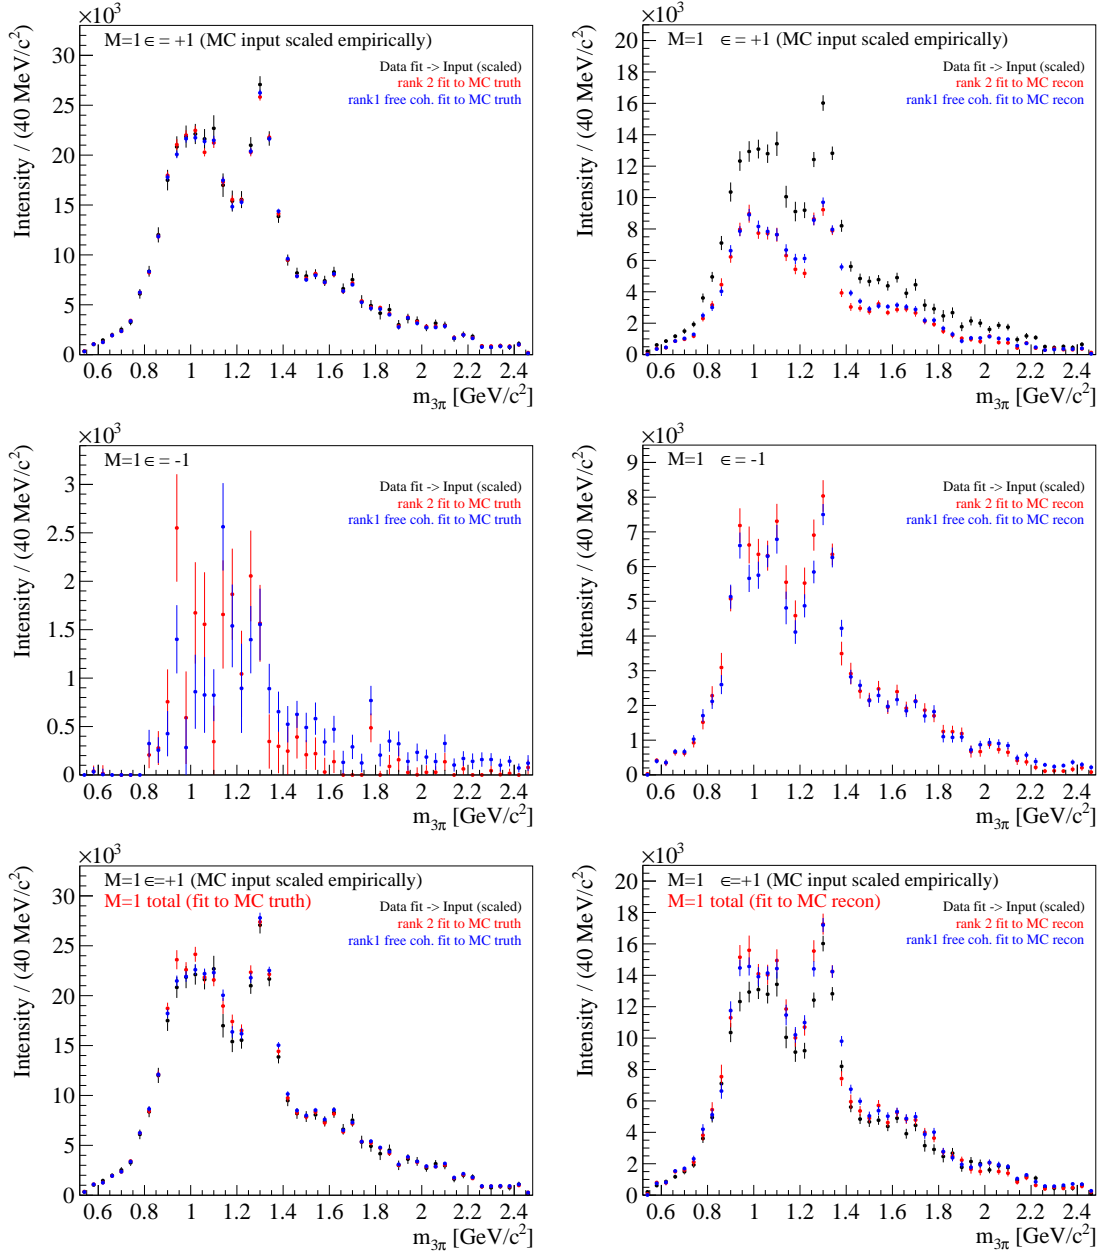 ×10³
M=1 ϵ = +1 (MC input scaled empirically)
Data fit -> Input (scaled)
rank 2 fit to MC truth
rank1 free coh. fit to MC truth
Intensity / (40 MeV/c²)
30
25
20
15
10
5
0
0.6 0.8 1 1.2 1.4 1.6 1.8 2 2.2 2.4
m3π [GeV/c²]
×10³
M=1 ϵ = +1 (MC input scaled empirically)
Data fit -> Input (scaled)
rank 2 fit to MC recon
rank1 free coh. fit to MC recon
Intensity / (40 MeV/c²)
20
18
16
14
12
10
8
6
4
2
0
0.6 0.8 1 1.2 1.4 1.6 1.8 2 2.2 2.4
m3π [GeV/c²]
×10³
M=1 ϵ = -1
Data fit -> Input (scaled)
rank 2 fit to MC truth
rank1 free coh. fit to MC truth
Intensity / (40 MeV/c²)
3
2.5
2
1.5
1
0.5
0
0.6 0.8 1 1.2 1.4 1.6 1.8 2 2.2 2.4
m3π [GeV/c²]
×10³
M=1 ϵ = -1
Data fit -> Input (scaled)
rank 2 fit to MC recon
rank1 free coh. fit to MC recon
Intensity / (40 MeV/c²)
9
8
7
6
5
4
3
2
1
0
0.6 0.8 1 1.2 1.4 1.6 1.8 2 2.2 2.4
m3π [GeV/c²]
×10³
M=1 ϵ=+1 (MC input scaled empirically)
M=1 total (fit to MC truth)
Data fit -> Input (scaled)
rank 2 fit to MC truth
rank1 free coh. fit to MC truth
Intensity / (40 MeV/c²)
30
25
20
15
10
5
0
0.6 0.8 1 1.2 1.4 1.6 1.8 2 2.2 2.4
m3π [GeV/c²]
×10³
M=1 ϵ=+1 (MC input scaled empirically)
M=1 total (fit to MC recon)
Data fit -> Input (scaled)
rank 2 fit to MC recon
rank1 free coh. fit to MC recon
Intensity / (40 MeV/c²)
20
18
16
14
12
10
8
6
4
2
0
0.6 0.8 1 1.2 1.4 1.6 1.8 2 2.2 2.4
m3π [GeV/c²]